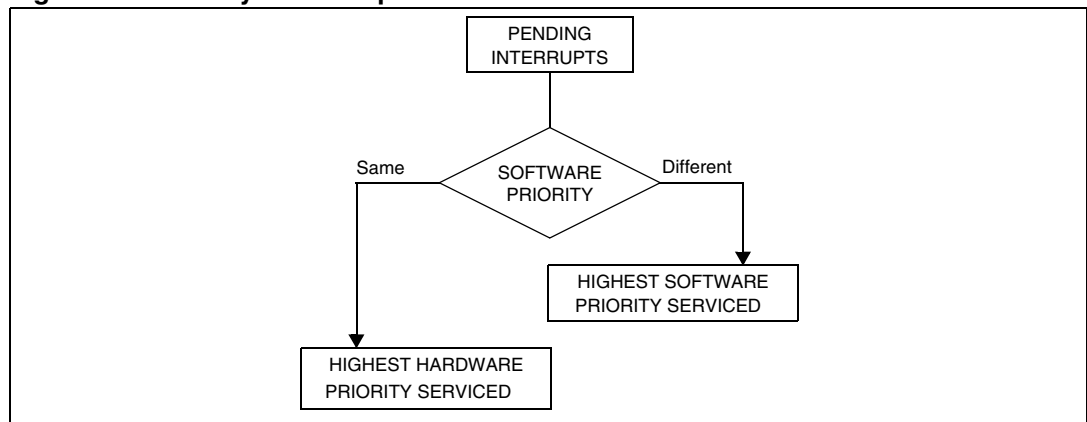 PENDING
INTERRUPTS
Same
SOFTWARE
PRIORITY
Different
HIGHEST SOFTWARE
PRIORITY SERVICED
HIGHEST HARDWARE
PRIORITY SERVICED